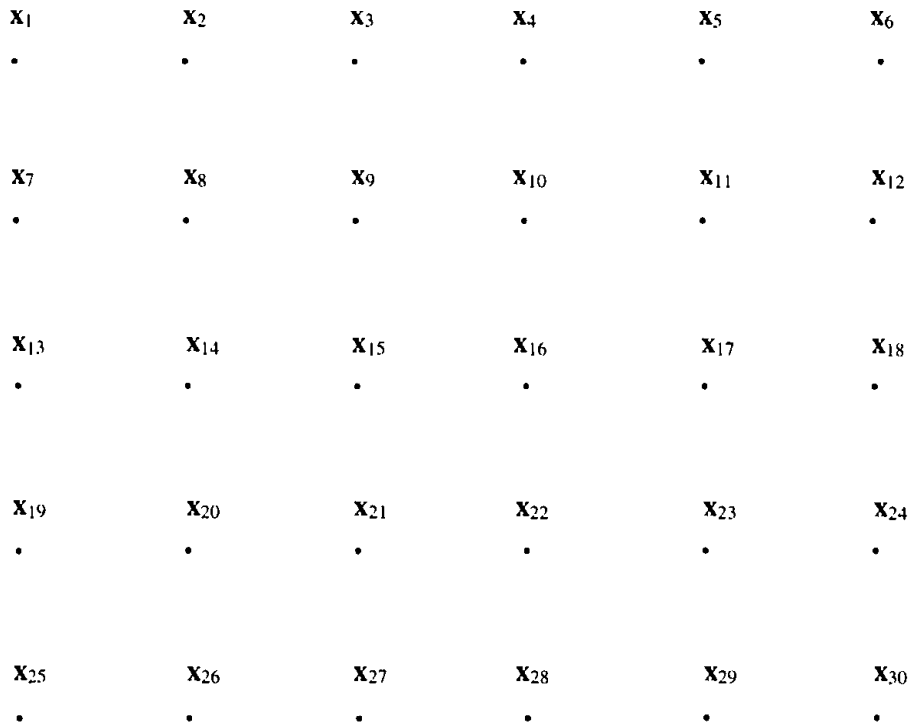 x₁ x₂ x₃ x₄ x₅ x₆
x₇ x₈ x₉ x₁₀ x₁₁ x₁₂
x₁₃ x₁₄ x₁₅ x₁₆ x₁₇ x₁₈
x₁₉ x₂₀ x₂₁ x₂₂ x₂₃ x₂₄
x₂₅ x₂₆ x₂₇ x₂₈ x₂₉ x₃₀